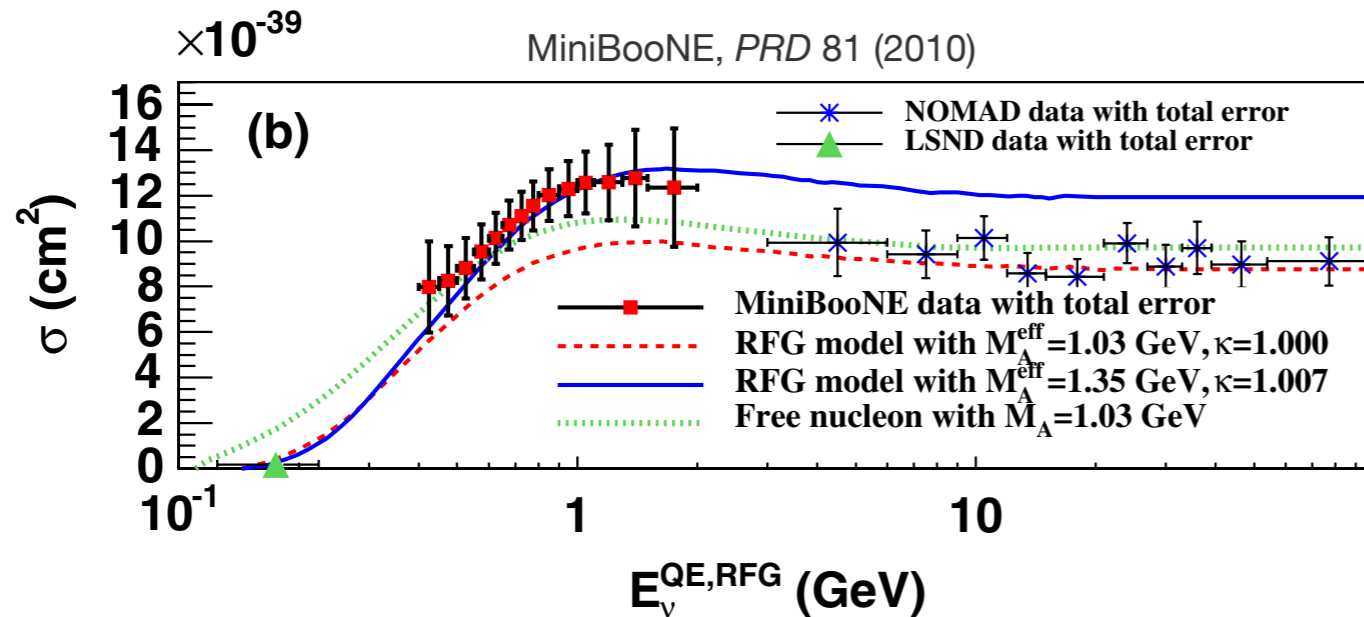 ×10⁻³⁹
MiniBooNE, PRD 81 (2010)
16
14
12
10
8
6
4
2
0
σ (cm²)
(b)
NOMAD data with total error
LSND data with total error
MiniBooNE data with total error
RFG model with M_A^eff=1.03 GeV, κ=1.000
RFG model with M_A^eff=1.35 GeV, κ=1.007
Free nucleon with M_A=1.03 GeV
10⁻¹
1
10
E_ν^QE,RFG (GeV)